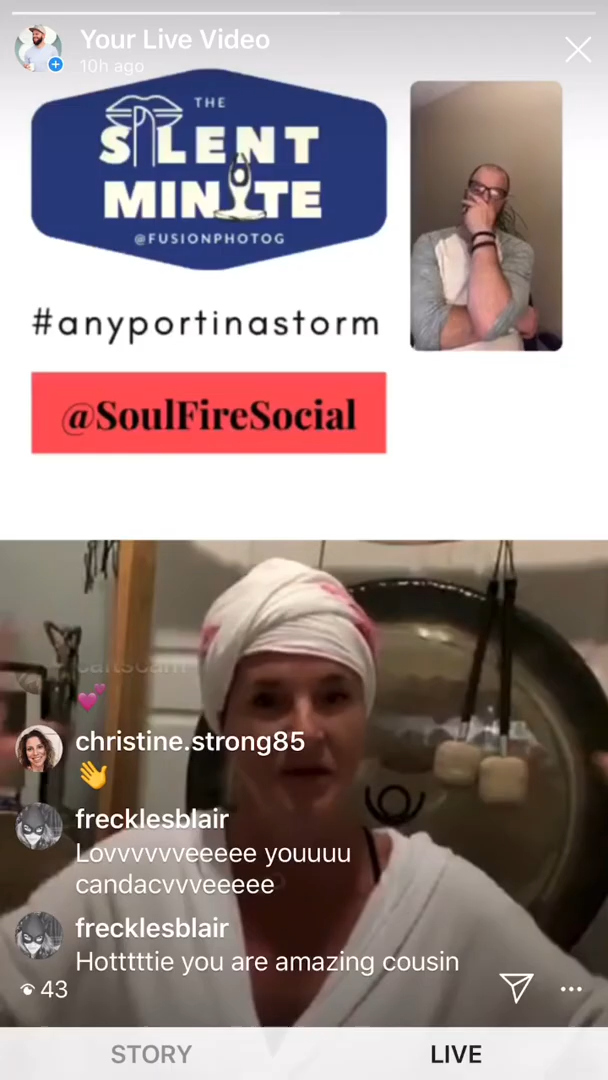 Your Live Video
10h ago
THE
SILENT
MINUTE
@FUSIONPHOTOG
#anyportinastorm
@SoulFireSocial
christine.strong85
👋
frecklesblair
Lovvvvvveeeee youuuu
candacvvveeeee
frecklesblair
Hotttttie you are amazing cousin
43
STORY
LIVE